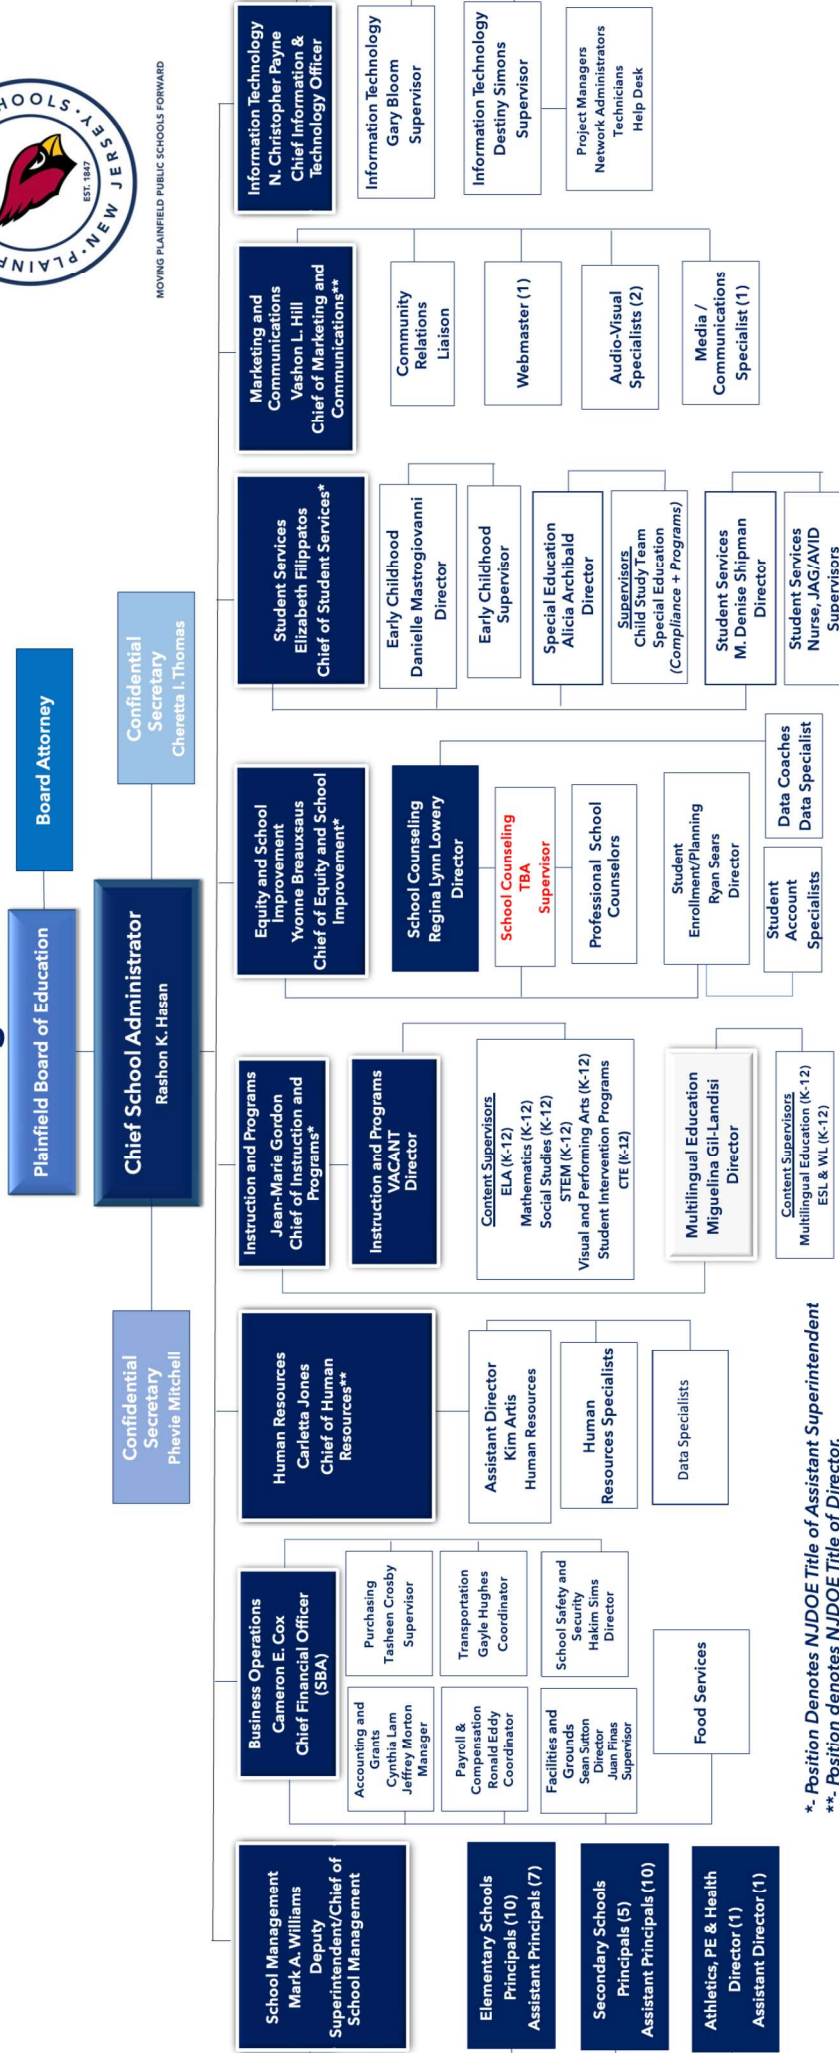 Plainfield Board of Education
Board Attorney
Chief School Administrator
Rashon K. Hasan
Confidential
Secretary
Phevie Mitchell
Confidential
Secretary
Cheretta I. Thomas
EST. 1847
NEW JERSEY
MOVING PLAINFIELD PUBLIC SCHOOLS FORWARD
School Management
Mark A. Williams
Deputy
Superintendent/Chief of
School Management
Elementary Schools
Principals (10)
Assistant Principals (7)
Secondary Schools
Principals (5)
Assistant Principals (10)
Athletics, PE & Health
Director (1)
Assistant Director (1)
Business Operations
Cameron E. Cox
Chief Financial Officer
(SBA)
Accounting and
Grants
Cynthia Lam
Jeffrey Morton
Manager
Purchasing
Tasheen Crosby
Supervisor
Payroll &
Compensation
Ronald Eddy
Coordinator
Transportation
Gayle Hughes
Coordinator
Facilities and
Grounds
Sean Sutton
Director
Juan Finas
Supervisor
School Safety and
Security
Hakim Sims
Director
Food Services
Human Resources
Carletta Jones
Chief of Human
Resources**
Assistant Director
Kim Artis
Human Resources
Human
Resources Specialists
Data Specialists
Instruction and Programs
Jean-Marie Gordon
Chief of Instruction and
Programs*
Instruction and Programs
VACANT
Director
Content Supervisors
ELA (K-12)
Mathematics (K-12)
Social Studies (K-12)
STEM (K-12)
Visual and Performing Arts (K-12)
Student Intervention Programs
CTE (K-12)
Multilingual Education
Miguelina Gil-Landisi
Director
Content Supervisors
Multilingual Education (K-12)
ESL & WL (K-12)
Equity and School
Improvement
Yvonne Breauxsaus
Chief of Equity and School
Improvement*
School Counseling
Regina Lynn Lowery
Director
School Counseling
TBA
Supervisor
Professional School
Counselors
Student
Enrollment/Planning
Ryan Sears
Director
Student
Account
Specialists
Data Coaches
Data Specialist
Student Services
Elizabeth Filippatos
Chief of Student Services*
Early Childhood
Danielle Mastrogiovanni
Director
Early Childhood
Supervisor
Special Education
Alicia Archibald
Director
Supervisors
Child Study Team
Special Education
(Compliance + Programs)
Student Services
M. Denise Shipman
Director
Student Services
Nurse, JAG/AVID
Supervisors
Marketing and
Communications
Vashon L. Hill
Chief of Marketing and
Communications**
Community
Relations
Liaison
Webmaster (1)
Audio-Visual
Specialists (2)
Media /
Communications
Specialist (1)
Information Technology
N. Christopher Payne
Chief Information &
Technology Officer
Information Technology
Gary Bloom
Supervisor
Information Technology
Destiny Simons
Supervisor
Project Managers
Network Administrators
Technicians
Help Desk
*- Position Denotes NJDOE Title of Assistant Superintendent
**- Position denotes NJDOE Title of Director.